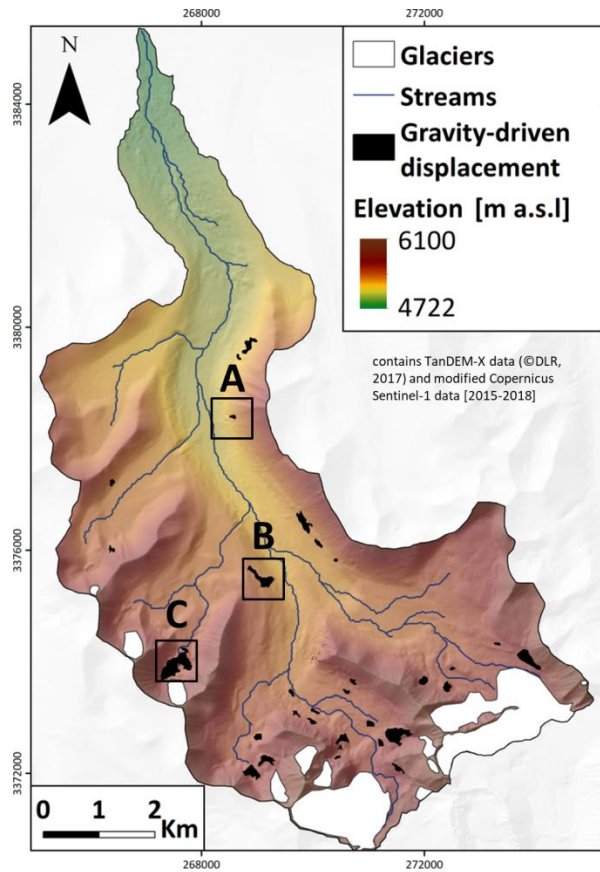 268000
272000
N
Glaciers
Streams
Gravity-driven
displacement
Elevation [m a.s.l]
6100
4722
contains TanDEM-X data (©DLR,
2017) and modified Copernicus
Sentinel-1 data [2015-2018]
3384000
3380000
3376000
3372000
A
B
C
0 1 2
Km
268000
272000